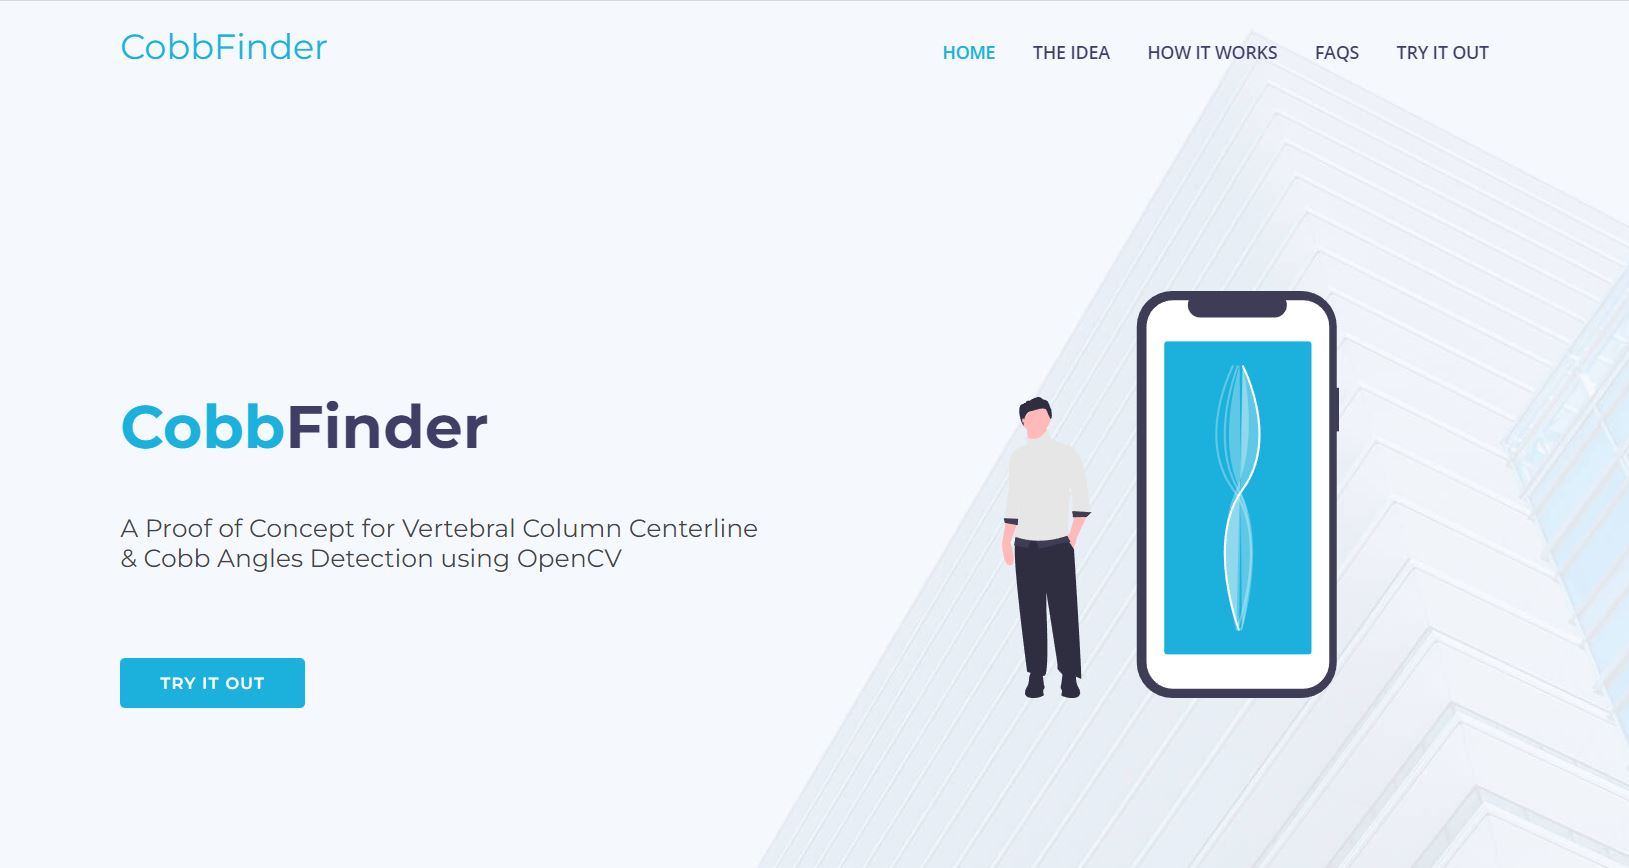 CobbFinder
HOME THE IDEA HOW IT WORKS FAQS TRY IT OUT
CobbFinder
A Proof of Concept for Vertebral Column Centerline
& Cobb Angles Detection using OpenCV
TRY IT OUT